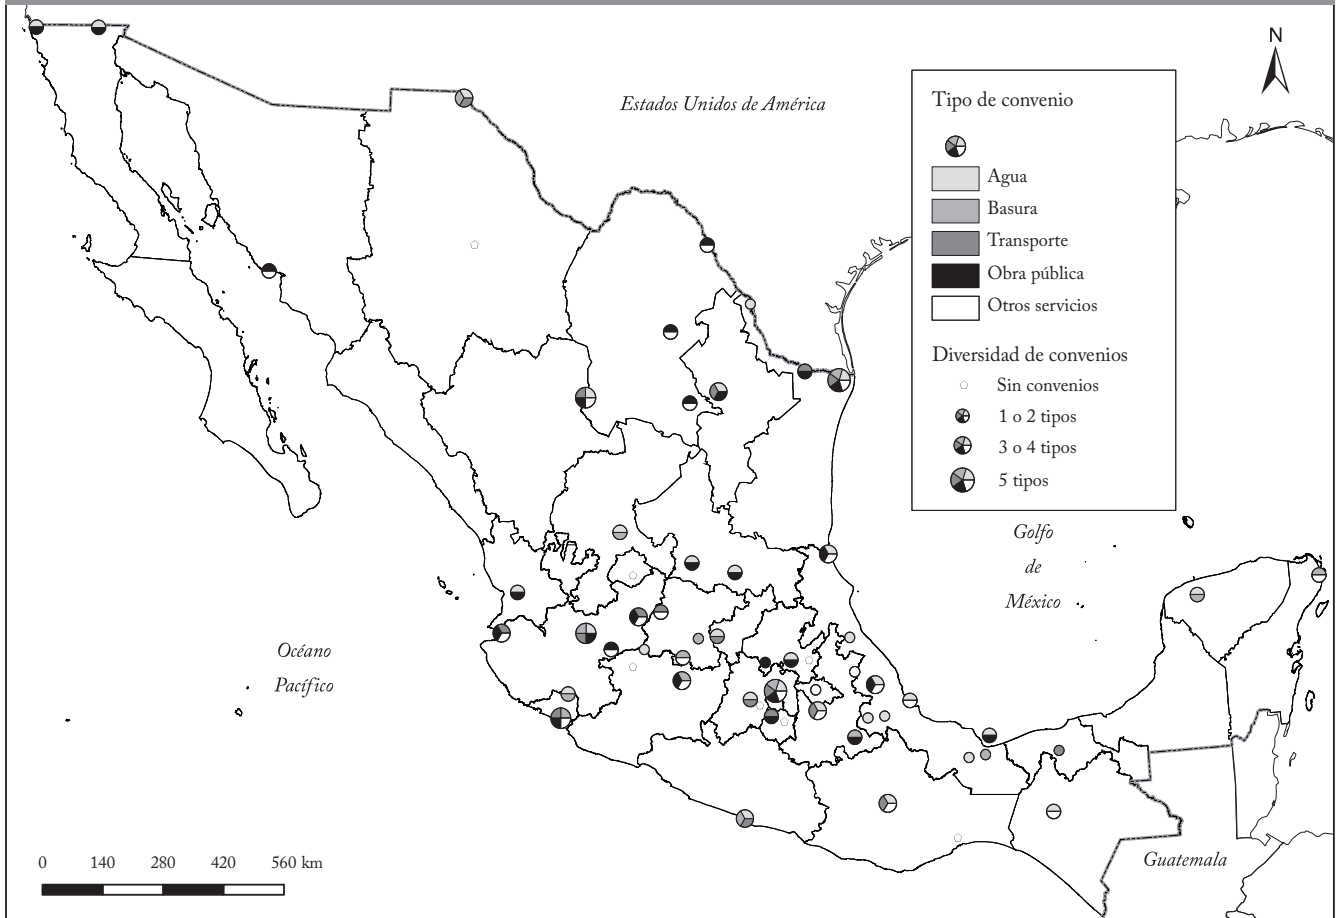 N
Estados Unidos de América
Tipo de convenio
Agua
Basura
Transporte
Obra pública
Otros servicios
Diversidad de convenios
Sin convenios
1 o 2 tipos
3 o 4 tipos
5 tipos
Golfo
de
México
Océano
Pacífico
Guatemala
0 140 280 420 560 km